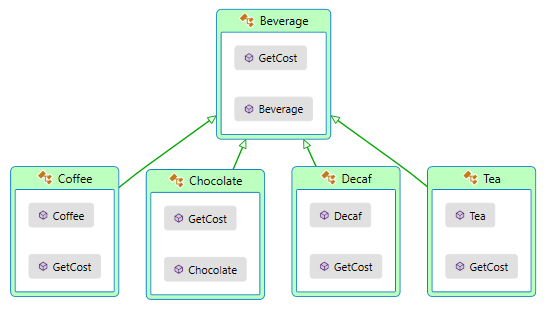 Beverage
GetCost
Beverage
Coffee
Coffee
GetCost
Chocolate
GetCost
Chocolate
Decaf
Decaf
GetCost
Tea
Tea
GetCost